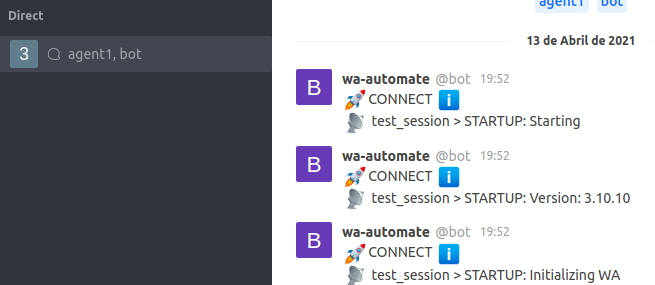 Direct
3 agent1, bot
agent1 bot
13 de Abril de 2021
B wa-automate @bot 19:52
🚀 CONNECT ℹ️
📡 test_session > STARTUP: Starting
B wa-automate @bot 19:52
🚀 CONNECT ℹ️
📡 test_session > STARTUP: Version: 3.10.10
B wa-automate @bot 19:52
🚀 CONNECT ℹ️
📡 test_session > STARTUP: Initializing WA